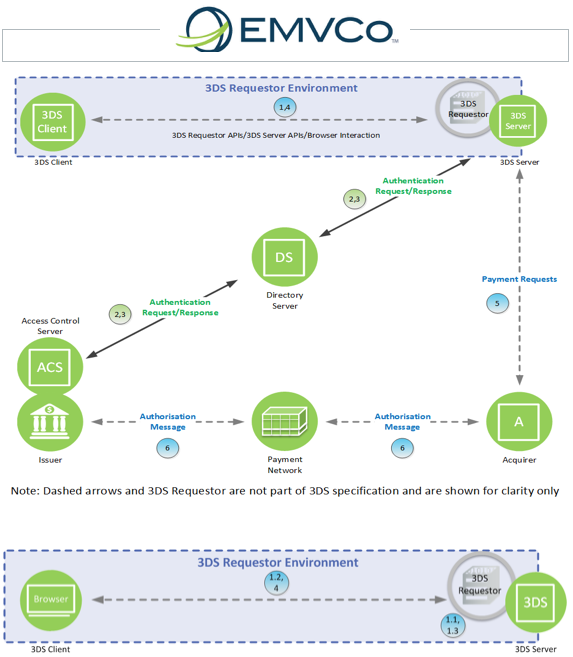 EMVCo™
3DS Requestor Environment
1,4
3DS
Client
3DS
Requestor
3DS
Server
3DS Requestor APIs/3DS Server APIs/Browser Interaction
3DS Client
3DS Server
Authentication
Request/Response
2,3
DS
Directory
Server
Payment Requests
5
Authentication
Request/Response
2,3
Access Control
Server
ACS
Authorisation
Message
6
Authorisation
Message
6
A
Issuer
Payment
Network
Acquirer
Note: Dashed arrows and 3DS Requestor are not part of 3DS specification and are shown for clarity only
3DS Requestor Environment
1.2,
4
Browser
3DS
Requestor
3DS
1.1,
1.3
3DS Client
3DS Server